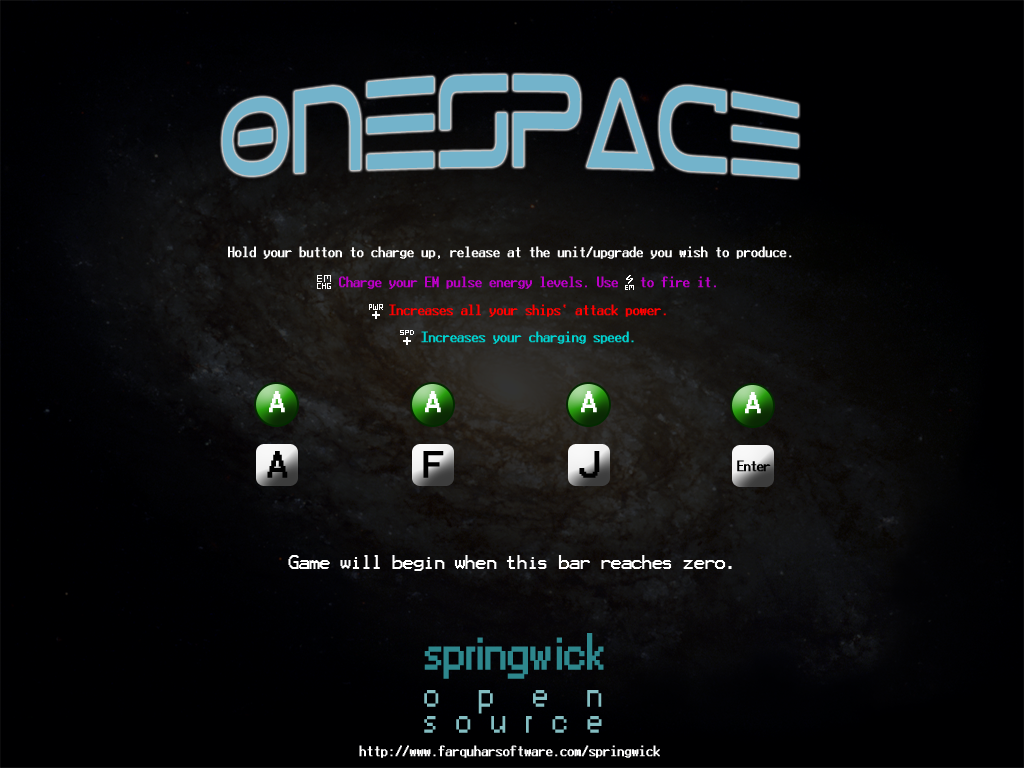 ONESPACE
Hold your button to charge up, release at the unit/upgrade you wish to produce.
EM CHG Charge your EM pulse energy levels. Use EM to fire it.
PWR + Increases all your ships' attack power.
SPD + Increases your charging speed.
A A A A
A F J Enter
Game will begin when this bar reaches zero.
springwick
open
source
http://www.farquharsoftware.com/springwick